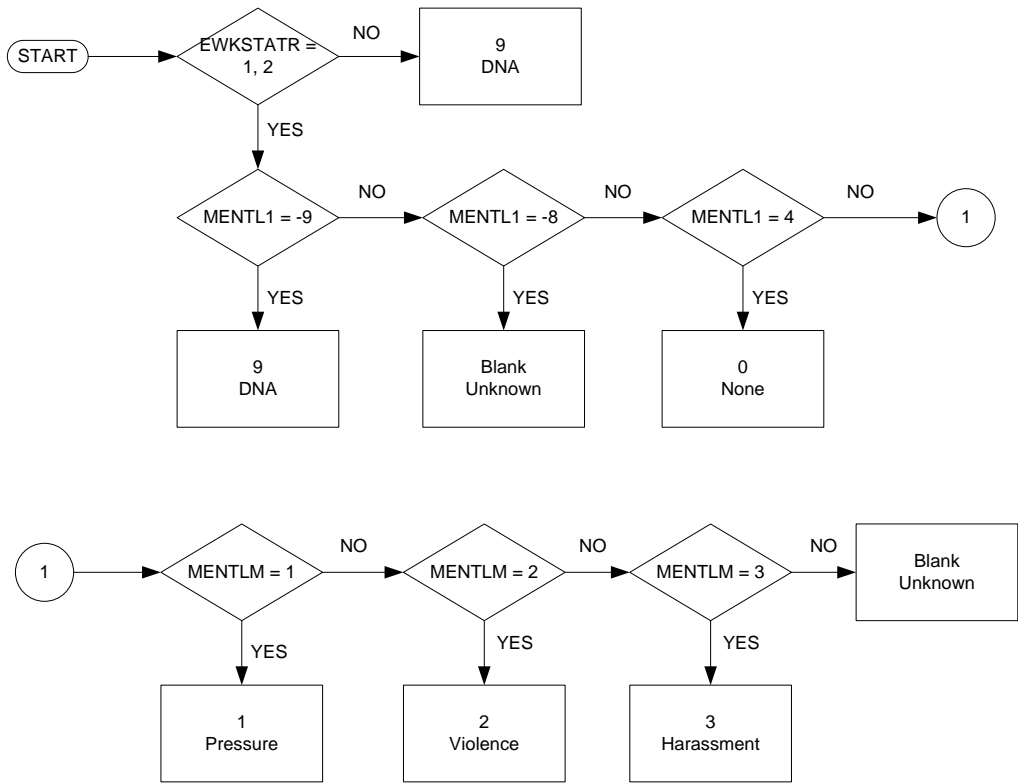 START
EWKSTATR =
1, 2
NO
9
DNA
YES
MENTL1 = -9
NO
MENTL1 = -8
NO
MENTL1 = 4
NO
1
YES
YES
YES
9
DNA
Blank
Unknown
0
None
1
MENTLM = 1
NO
MENTLM = 2
NO
MENTLM = 3
NO
Blank
Unknown
YES
YES
YES
1
Pressure
2
Violence
3
Harassment